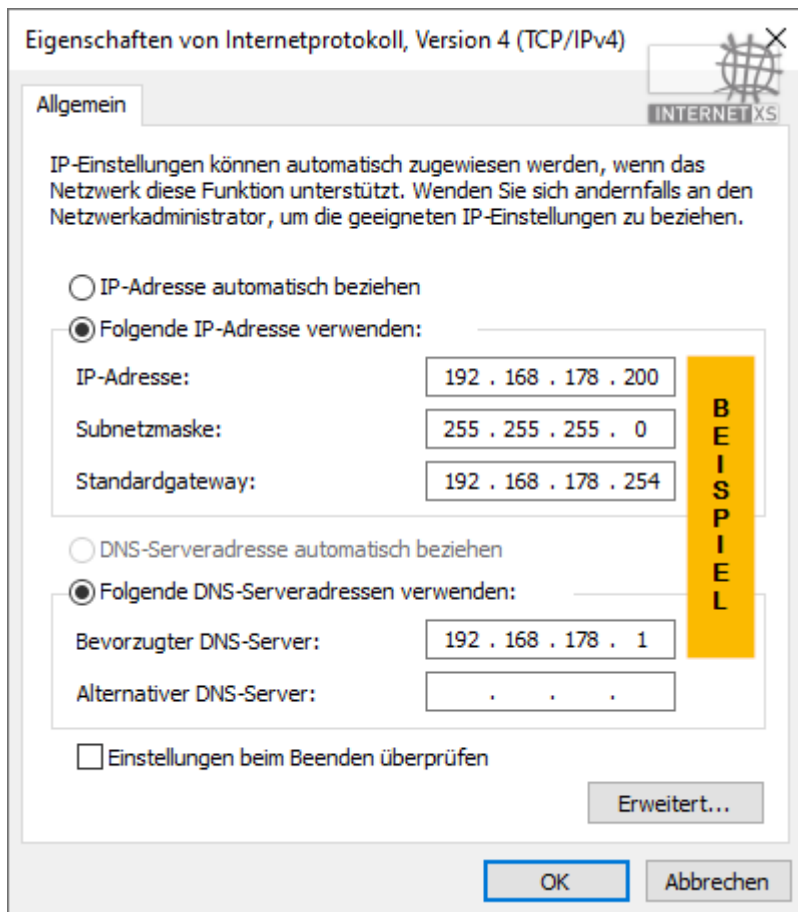 Eigenschaften von Internetprotokoll, Version 4 (TCP/IPv4)
INTERNET XS
Allgemein
IP-Einstellungen können automatisch zugewiesen werden, wenn das
Netzwerk diese Funktion unterstützt. Wenden Sie sich andernfalls an den
Netzwerkadministrator, um die geeigneten IP-Einstellungen zu beziehen.
IP-Adresse automatisch beziehen
Folgende IP-Adresse verwenden:
IP-Adresse: 192 . 168 . 178 . 200
Subnetzmaske: 255 . 255 . 255 . 0
Standardgateway: 192 . 168 . 178 . 254
BEISPIEL
DNS-Serveradresse automatisch beziehen
Folgende DNS-Serveradressen verwenden:
Bevorzugter DNS-Server: 192 . 168 . 178 . 1
Alternativer DNS-Server: . . .
Einstellungen beim Beenden überprüfen
Erweitert...
OK Abbrechen